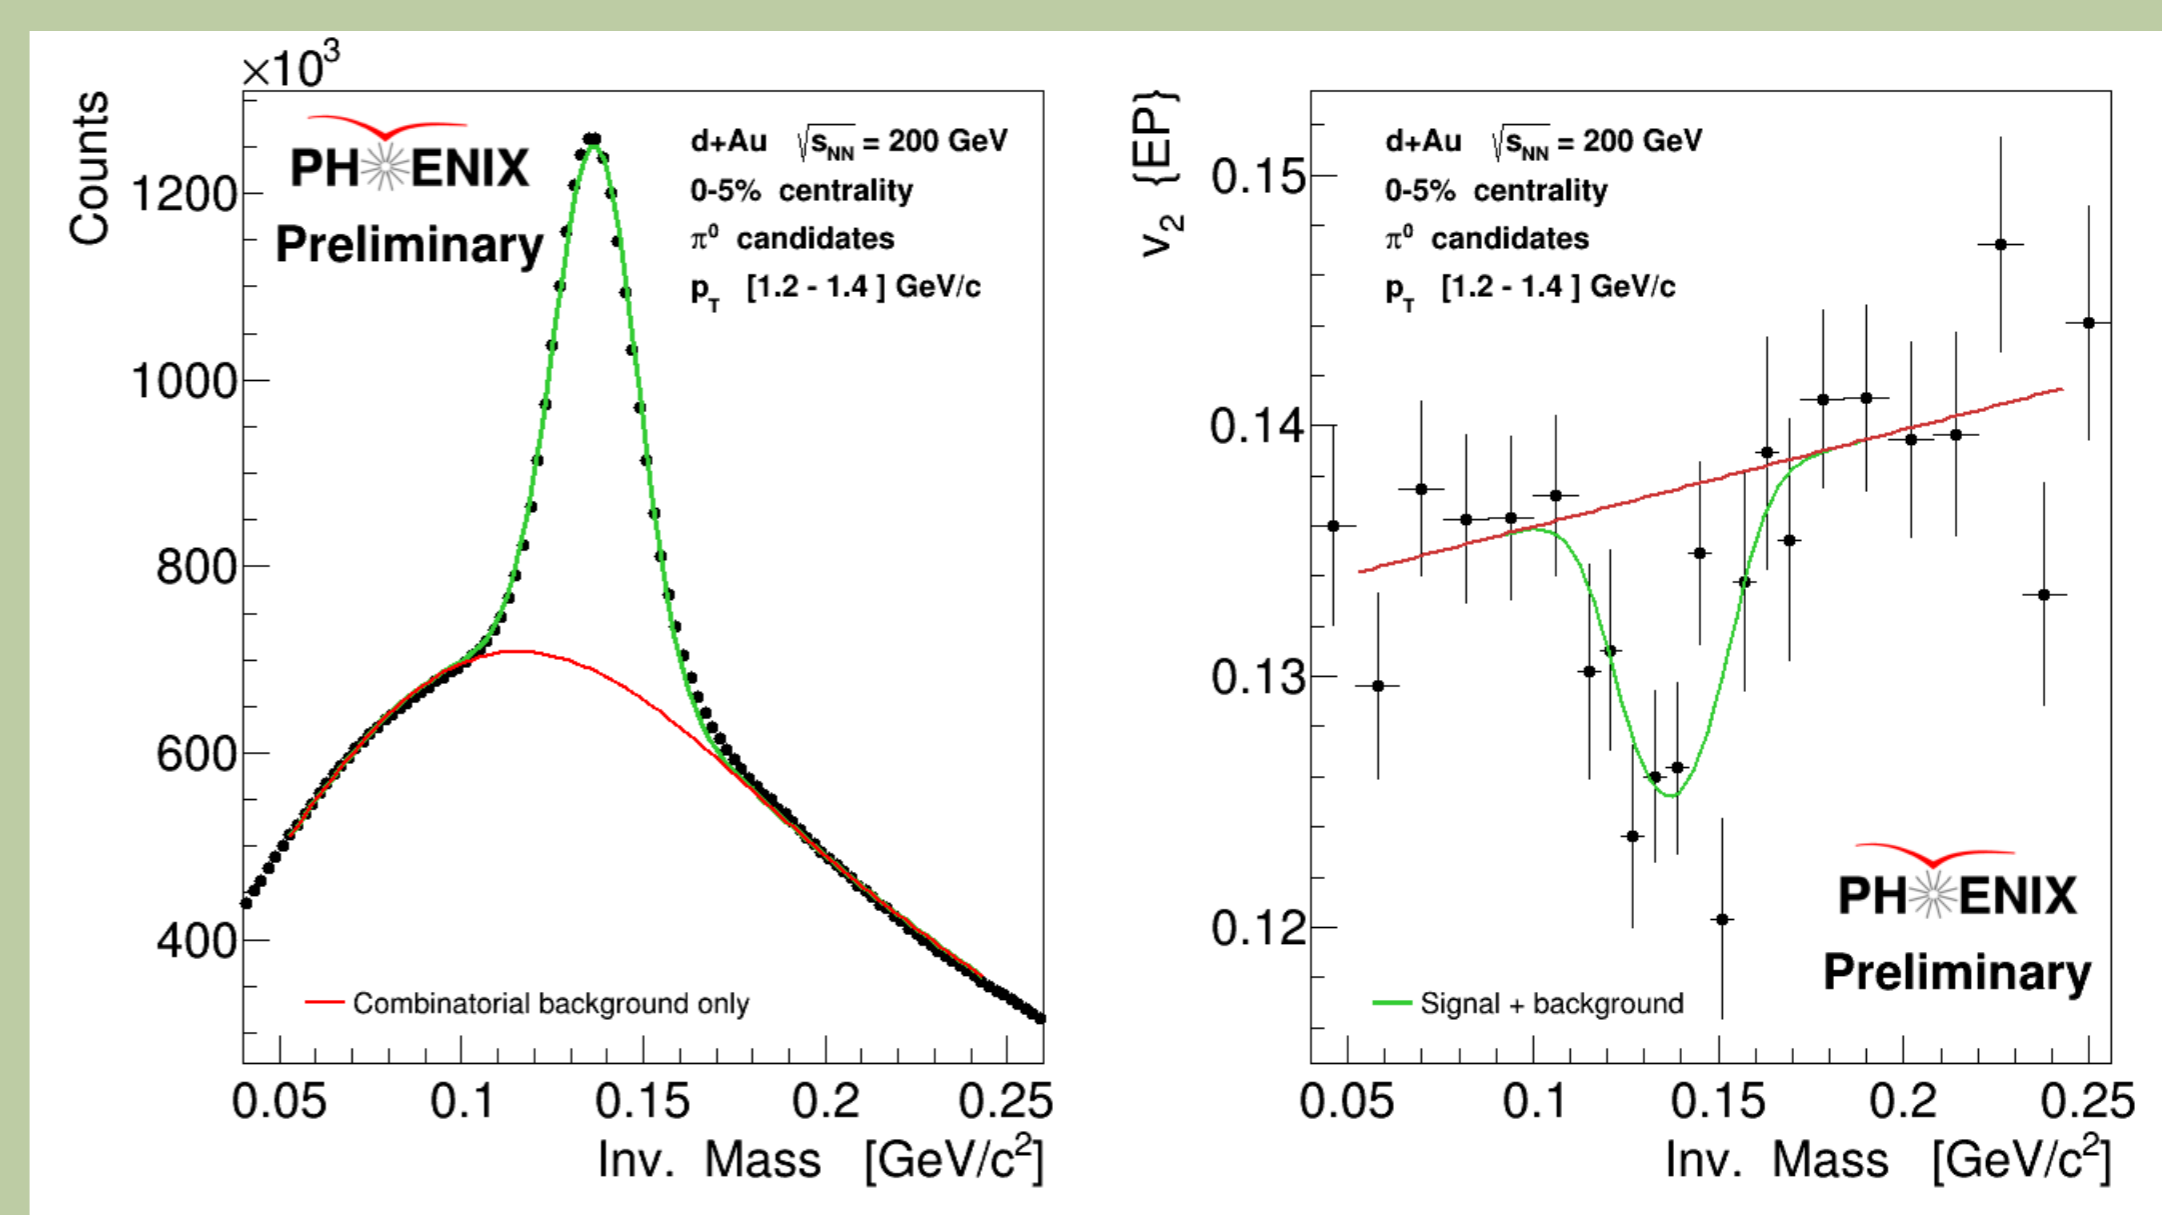 ×10³
Counts
1200
1000
800
600
400
PHENIX
Preliminary
d+Au √sNN = 200 GeV
0-5% centrality
π⁰ candidates
pT [1.2 - 1.4 ] GeV/c
Combinatorial background only
0.05 0.1 0.15 0.2 0.25
Inv. Mass [GeV/c²]
v₂ {EP}
0.15
0.14
0.13
0.12
d+Au √sNN = 200 GeV
0-5% centrality
π⁰ candidates
pT [1.2 - 1.4 ] GeV/c
PHENIX
Preliminary
Signal + background
0.05 0.1 0.15 0.2 0.25
Inv. Mass [GeV/c²]